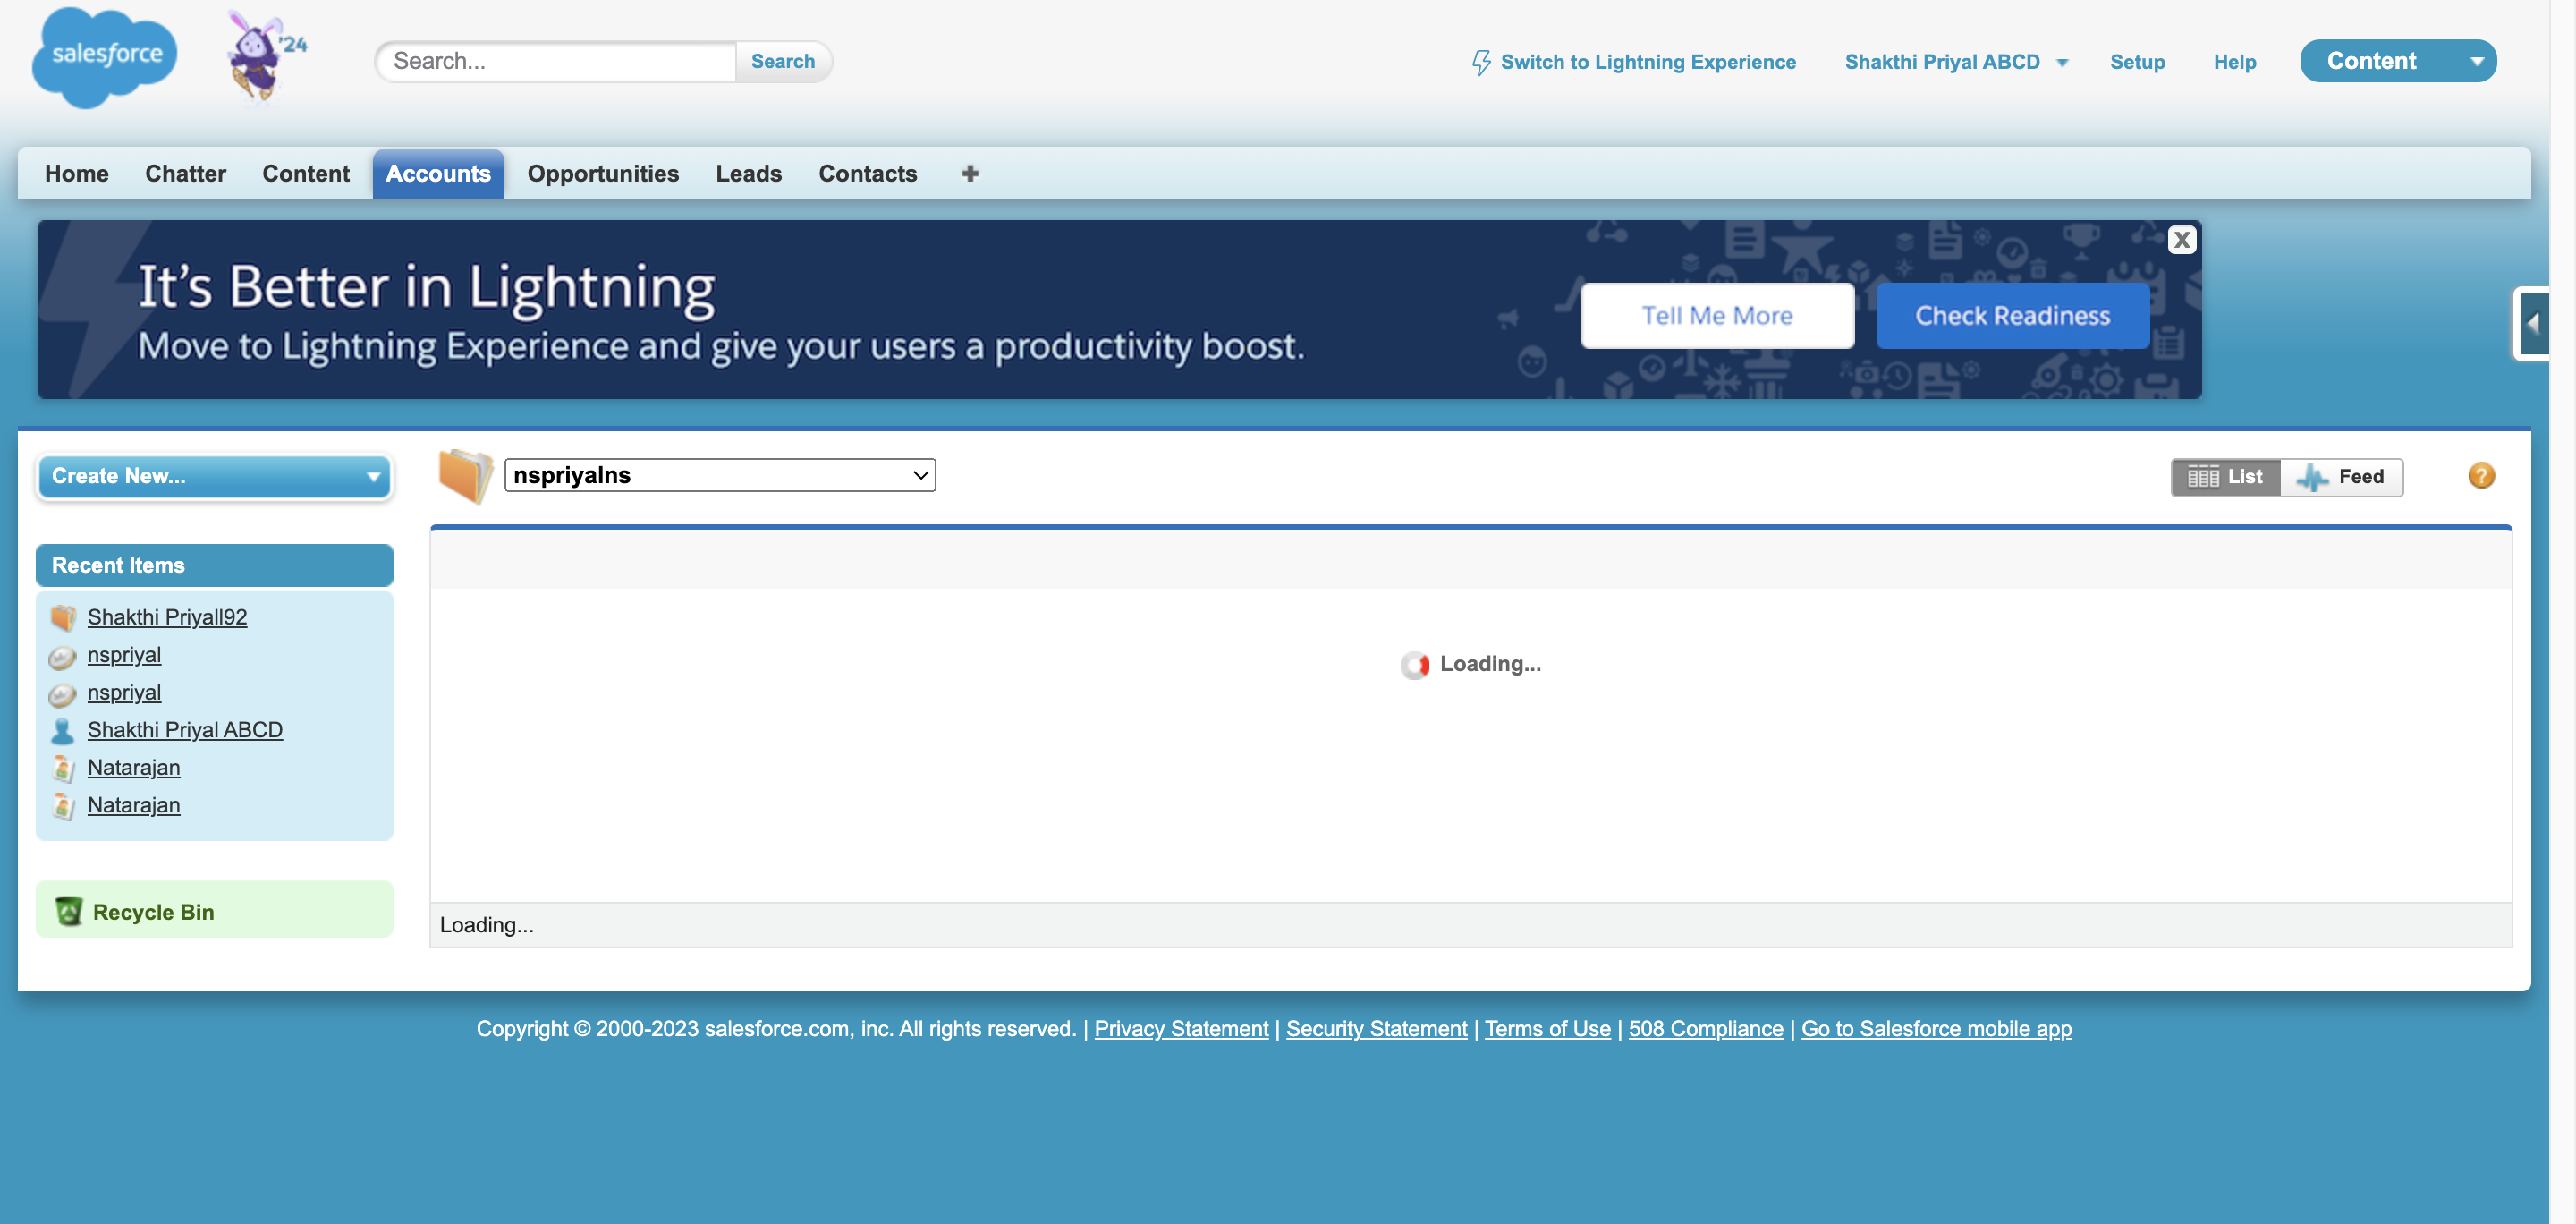 salesforce
'24
Search...
Search
Switch to Lightning Experience
Shakthi Priyal ABCD
Setup
Help
Content
Home
Chatter
Content
Accounts
Opportunities
Leads
Contacts
It's Better in Lightning
Move to Lightning Experience and give your users a productivity boost.
Tell Me More
Check Readiness
X
Create New...
nspriyalns
List
Feed
?
Recent Items
Shakthi Priyall92
nspriyal
nspriyal
Shakthi Priyal ABCD
Natarajan
Natarajan
Recycle Bin
Loading...
Loading...
Copyright © 2000-2023 salesforce.com, inc. All rights reserved. | Privacy Statement | Security Statement | Terms of Use | 508 Compliance | Go to Salesforce mobile app